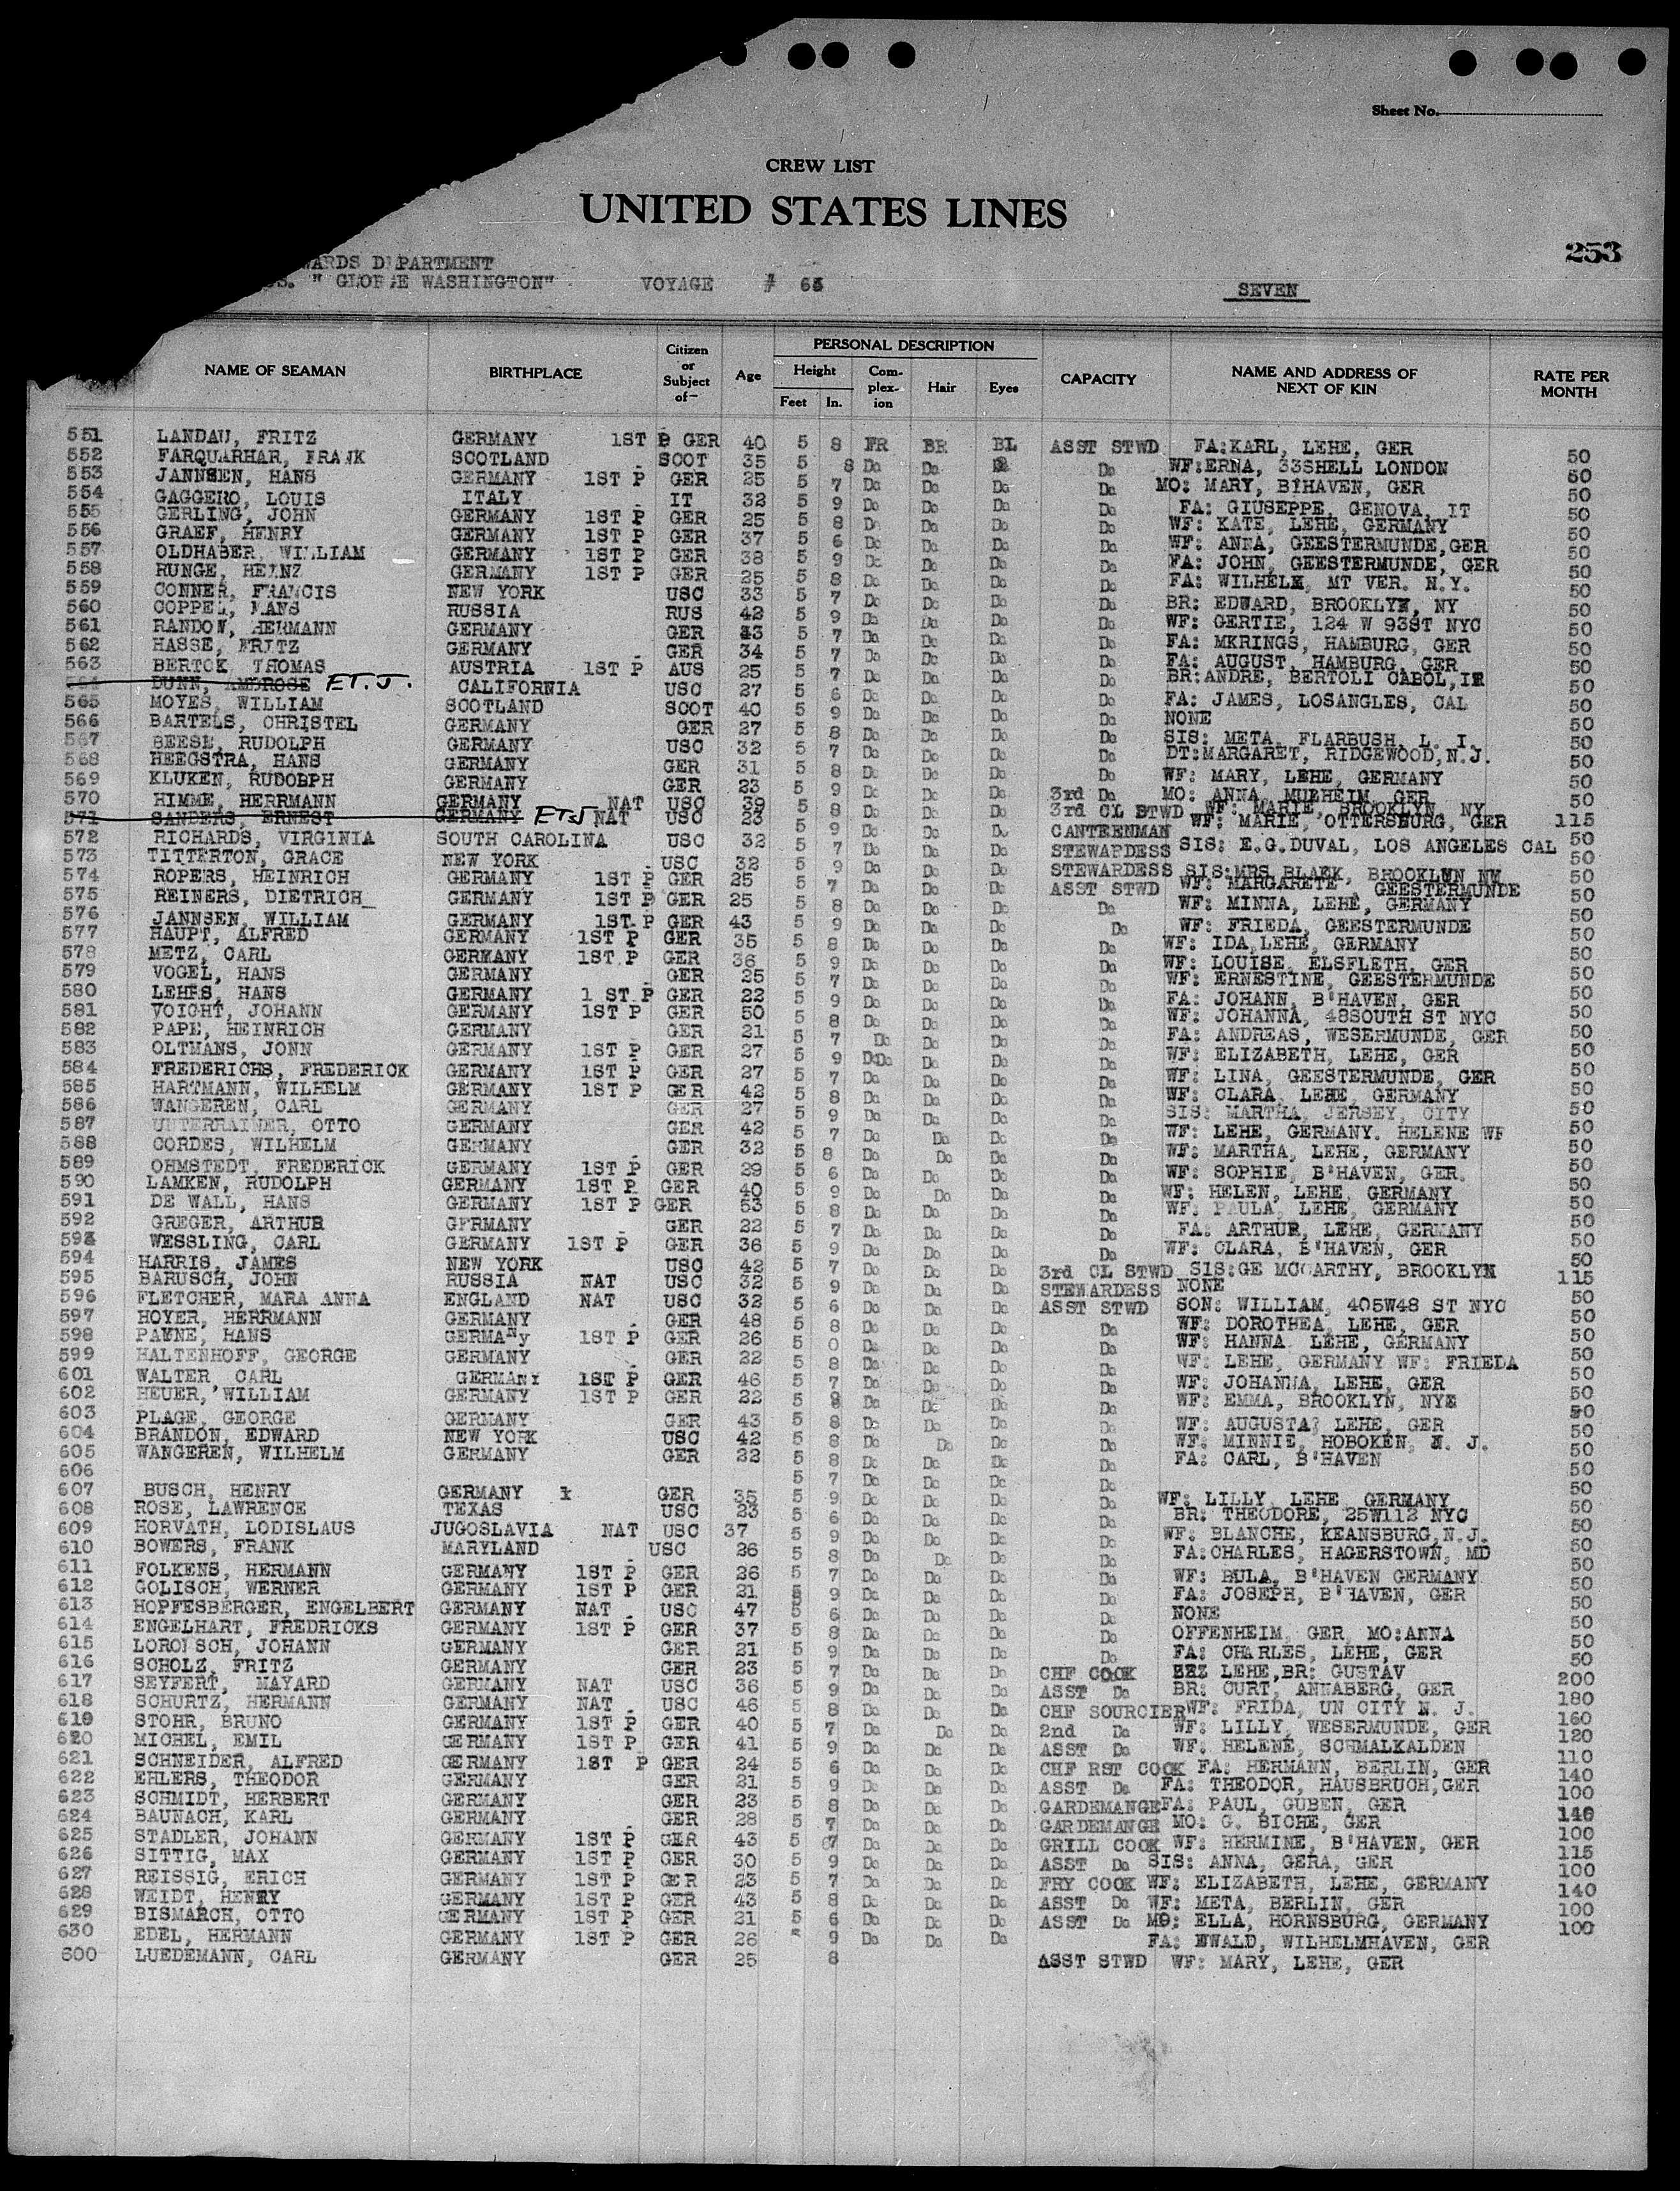 Sheet No.
CREW LIST
UNITED STATES LINES
253
WARDS DEPARTMENT
SS. " GEORGE WASHINGTON" VOYAGE # 65
SEVEN
NAME OF SEAMAN BIRTHPLACE Citizen or Subject of— Age PERSONAL DESCRIPTION Height Feet In. Complexion Hair Eyes CAPACITY NAME AND ADDRESS OF NEXT OF KIN RATE PER MONTH
551 LANDAU, FRITZ GERMANY 1ST P GER 40 5 8 FR BR BL ASST STWD FA:KARL, LEHE, GER 50
552 FARQUARHAR, FRANK SCOTLAND SCOT 35 5 8 Do Do Do WF:ERNA, 33SHELL LONDON 50
553 JANNSEN, HANS GERMANY 1ST P GER 25 5 7 Do Do Do Do MO: MARY, B'HAVEN, GER 50
554 GAGGERO, LOUIS ITALY IT 32 5 9 Do Do Do Do FA: GIUSEPPE, GENOVA, IT 50
555 GERLING, JOHN GERMANY 1ST P GER 25 5 8 Do Do Do Do WF: KATE, LEHE, GERMANY 50
556 GRAEF, HENRY GERMANY 1ST P GER 37 5 6 Do Do Do Do WF: ANNA, GEESTERMUNDE,GER 50
557 OLDHABER, WILLIAM GERMANY 1ST P GER 38 5 9 Do Do Do Do FA: JOHN, GEESTERMUNDE, GER 50
558 RUNGE, HEINZ GERMANY 1ST P GER 25 5 8 Do Do Do Do FA: WILHELM, MT VER. N.Y. 50
559 CONNER, FRANCIS NEW YORK USC 33 5 7 Do Do Do Do BR: EDWARD, BROOKLYN, NY 50
560 COPPEL, HANS RUSSIA RUS 42 5 9 Do Do Do Do WF: GERTIE, 124 W 93ST NYC 50
561 RANDOW, HERMANN GERMANY GER 43 5 7 Do Do Do Do FA: MKRINGS, HAMBURG, GER 50
562 HASSE, FRITZ GERMANY GER 34 5 7 Do Do Do Do FA: AUGUST, HAMBURG, GER 50
563 BERTOK, THOMAS AUSTRIA 1ST P AUS 25 5 7 Do Do Do Do BR:ANDRE, BERTOLI CABOL,IR 50
564 DUNN, AMBROSE E.T.J. CALIFORNIA USC 27 5 6 Do Do Do Do FA: JAMES, LOSANGLES, CAL 50
565 MOYES, WILLIAM SCOTLAND SCOT 40 5 9 Do Do Do Do NONE 50
566 BARTELS, CHRISTEL GERMANY GER 27 5 8 Do Do Do Do SIS: META, FLARBUSH, L. I. 50
567 BEESE, RUDOLPH GERMANY USC 32 5 7 Do Do Do Do DT:MARGARET, RIDGEWOOD,N.J. 50
568 HEEGSTRA, HANS GERMANY GER 31 5 8 Do Do Do Do WF: MARY, LEHE, GERMANY 50
569 KLUKEN, RUDOLPH GERMANY GER 23 5 9 Do Do Do 3rd Do MO: ANNA, MULHEIM, GER 50
570 HIMME, HERRMANN GERMANY NAT USC 39 5 8 Do Do Do 3rd CL STWD WF: MARIE, BROOKLYN, NY 115
571 SANDERS, ERNEST GERMANY ETJ NAT USC 23 5 9 Do Do Do CANTEENMAN WF: MARIE, OTTERSBURG, GER 50
572 RICHARDS, VIRGINIA SOUTH CAROLINA USC 32 5 7 Do Do Do STEWARDESS SIS: E.G.DUVAL, LOS ANGELES CAL 50
573 TITTERTON, GRACE NEW YORK USC 32 5 9 Do Do Do STEWARDESS SIS:MRS BLAEK, BROOKLUN NY 50
574 ROPERS, HEINRICH GERMANY 1ST P GER 25 5 7 Do Do Do ASST STWD WF: MARGARETE, GEESTERMUNDE 50
575 REINERS, DIETRICH GERMANY 1ST P GER 25 5 8 Do Do Do Do WF: MINNA, LEHE, GERMANY 50
576 JANNSEN, WILLIAM GERMANY 1ST P GER 43 5 9 Do Do Do Do WF: FRIEDA, GEESTERMUNDE 50
577 HAUPT, ALFRED GERMANY 1ST P GER 35 5 8 Do Do Do Do WF: IDA,LEHE, GERMANY 50
578 METZ, CARL GERMANY 1ST P GER 36 5 9 Do Do Do Do WF: LOUISE, ELSFLETH, GER 50
579 VOGEL, HANS GERMANY GER 25 5 7 Do Do Do Do WF: ERNESTINE, GEESTERMUNDE 50
580 LEHRS, HANS GERMANY 1 ST P GER 22 5 9 Do Do Do Do FA: JOHANN, B'HAVEN, GER 50
581 VOIGHT, JOHANN GERMANY 1ST P GER 50 5 8 Do Do Do Do WF: JOHANNA, 48SOUTH ST NYC 50
582 PAPE, HEINRICH GERMANY GER 21 5 7 Do Do Do Do FA: ANDREAS, WESERMUNDE, GER 50
583 OLTMANS, JONN GERMANY 1ST P GER 27 5 9 DoDo Do Do Do WF: ELIZABETH, LEHE, GER 50
584 FREDERICHS, FREDERICK GERMANY 1ST P GER 27 5 7 Do Do Do Do WF: LINA, GEESTERMUNDE, GER 50
585 HARTMANN, WILHELM GERMANY 1ST P GER 42 5 8 Do Do Do Do WF: CLARA, LEHE, GERMANY 50
586 WANGEREN, CARL GERMANY GER 27 5 9 Do Do Do Do SIS: MARTHA, JERSEY, CITY 50
587 UNTERRAINER, OTTO GERMANY GER 42 5 7 Do Do Do Do WF: LEHE, GERMANY. HELENE WF 50
588 CORDES, WILHELM GERMANY GER 32 5 8 Do Do Do Do WF: MARTHA, LEHE, GERMANY 50
589 OHMSTEDT, FREDERICK GERMANY 1ST P GER 29 5 6 Do Do Do Do WF: SOPHIE, B'HAVEN, GER. 50
590 LAMKEN, RUDOLPH GERMANY 1ST P GER 40 5 9 Do Do Do Do WF: HELEN, LEHE, GERMANY 50
591 DE WALL, HANS GERMANY 1ST P GER 53 5 8 Do Do Do Do WF: PAULA, LEHE, GERMANY 50
592 GREGER, ARTHUR GERMANY GER 22 5 7 Do Do Do Do FA: ARTHUR, LEHE, GERMANY 50
593 WESSLING, CARL GERMANY 1ST P GER 36 5 9 Do Do Do Do WF: CLARA, B'HAVEN, GER 50
594 HARRIS, JAMES NEW YORK USC 42 5 7 Do Do Do 3rd CL STWD SIS:GE MCCARTHY, BROOKLYN 115
595 BARUSCH, JOHN RUSSIA NAT USC 32 5 9 Do Do Do STEWARDESS NONE 50
596 FLETCHER, MARA ANNA ENGLAND NAT USC 32 5 6 Do Do Do ASST STWD SON: WILLIAM, 405W48 ST NYC 50
597 HOYER, HERRMANN GERMANY GER 48 5 8 Do Do Do Do WF: DOROTHEA, LEHE, GER 50
598 PAYNE, HANS GERMANy 1ST P GER 26 5 0 Do Do Do Do WF: HANNA, LEHE, GERMANY 50
599 HALTENHOFF, GEORGE GERMANY GER 22 5 8 Do Do Do Do WF: LEHE, GERMANY WF: FRIEDA 50
601 WALTER, CARL GERMANY 1ST P GER 46 5 7 Do Do Do Do WF: JOHANNA, LEHE, GER 50
602 HEUER, WILLIAM GERMANY 1ST P GER 22 5 8 Do Do Do Do WF: EMMA, BROOKLYN, NYE 50
603 PLAGE, GEORGE GERMANY GER 43 5 8 Do Do Do Do WF: AUGUSTA, LEHE, GER 50
604 BRANDON, EDWARD NEW YORK USC 42 5 8 Do Do Do Do WF: MINNIE, HOBOKEN, N. J. 50
605 WANGEREN, WILHELM GERMANY GER 22 5 8 Do Do Do Do FA: CARL, B'HAVEN 50
606 5 7 Do Do Do Do 50
607 BUSCH, HENRY GERMANY GER 35 5 9 Do Do Do Do WF: LILLY, LEHE, GERMANY 50
608 ROSE, LAWRENCE TEXAS USC 23 5 6 Do Do Do Do BR: THEODORE, 25W112 NYC 50
609 HORVATH, LODISLAUS JUGOSLAVIA NAT USC 37 5 9 Do Do Do Do WF: BLANCHE, KEANSBURG,N.J. 50
610 BOWERS, FRANK MARYLAND USC 26 5 8 Do Do Do Do FA:CHARLES, HAGERSTOWN, MD 50
611 FOLKENS, HERMANN GERMANY 1ST P GER 26 5 7 Do Do Do Do WF: BULA, B'HAVEN GERMANY 50
612 GOLISCH, WERNER GERMANY 1ST P GER 21 5 9 Do Do Do Do FA: JOSEPH, B'HAVEN, GER 50
613 HOPFESBERGER, ENGELBERT GERMANY NAT USC 47 5 6 Do Do Do Do NONE 50
614 ENGELHART, FREDRICKS GERMANY 1ST P GER 37 5 8 Do Do Do Do OFFENHEIM, GER MO:ANNA 50
615 JOHANN GERMANY GER 21 5 9 Do Do Do Do FA: CHARLES, LEHE, GER 50
616 SCHOLZ, FRITZ GERMANY GER 23 5 7 Do Do Do CHF COOK LEHE,BR: GUSTAV 200
617 SEYFERT, MAYARD GERMANY NAT USC 36 5 9 Do Do Do ASST Do BR: CURT, ANNABERG, GER 180
618 SCHURTZ, HERMANN GERMANY NAT USC 46 5 8 Do Do Do CHF SOURCIER WF: FRIDA, UN CITY N. J. 160
619 STOHR, BRUNO GERMANY 1ST P GER 40 5 7 Do Do Do 2nd Do WF: LILLY, WESERMUNDE, GER 120
620 MICHEL, EMIL GERMANY 1ST P GER 41 5 9 Do Do Do ASST Do WF: HELENE, SCHMALKALDEN 110
621 SCHNEIDER, ALFRED GERMANY 1ST P GER 24 5 6 Do Do Do CHF RST COOK FA: HERMANN, BERLIN, GER 140
622 EHLERS, THEODOR GERMANY GER 21 5 9 Do Do Do ASST Do FA: THEODOR, HAUSBRUCH,GER 100
623 SCHMIDT, HERBERT GERMANY GER 23 5 8 Do Do Do GARDEMANGE FA: PAUL, GUBEN, GER 140
624 BAUNACH, KARL GERMANY GER 28 5 7 Do Do Do GARDEMANGE MO: G. BICHE, GER 100
625 STADLER, JOHANN GERMANY 1ST P GER 43 5 7 Do Do Do GRILL COOK WF: HERMINE, B'HAVEN, GER 115
626 SITTIG, MAX GERMANY 1ST P GER 30 5 9 Do Do Do ASST Do SIS: ANNA, GERA, GER 100
627 REISSIG, ERICH GERMANY 1ST P GER 23 5 7 Do Do Do FRY COOK WF: ELIZABETH, LEHE, GERMANY 140
628 WEIDT, HENRY GERMANY 1ST P GER 43 5 8 Do Do Do ASST Do WF: META, BERLIN, GER 100
629 BISMARCH, OTTO GERMANY 1ST P GER 21 5 6 Do Do Do ASST Do MO: ELLA, HORNSBURG, GERMANY 100
630 EDEL, HERMANN GERMANY 1ST P GER 26 5 9 Do Do Do FA: EWALD, WILHELMHAVEN, GER
600 LUEDEMANN, CARL GERMANY GER 25 8 ASST STWD WF: MARY, LEHE, GER